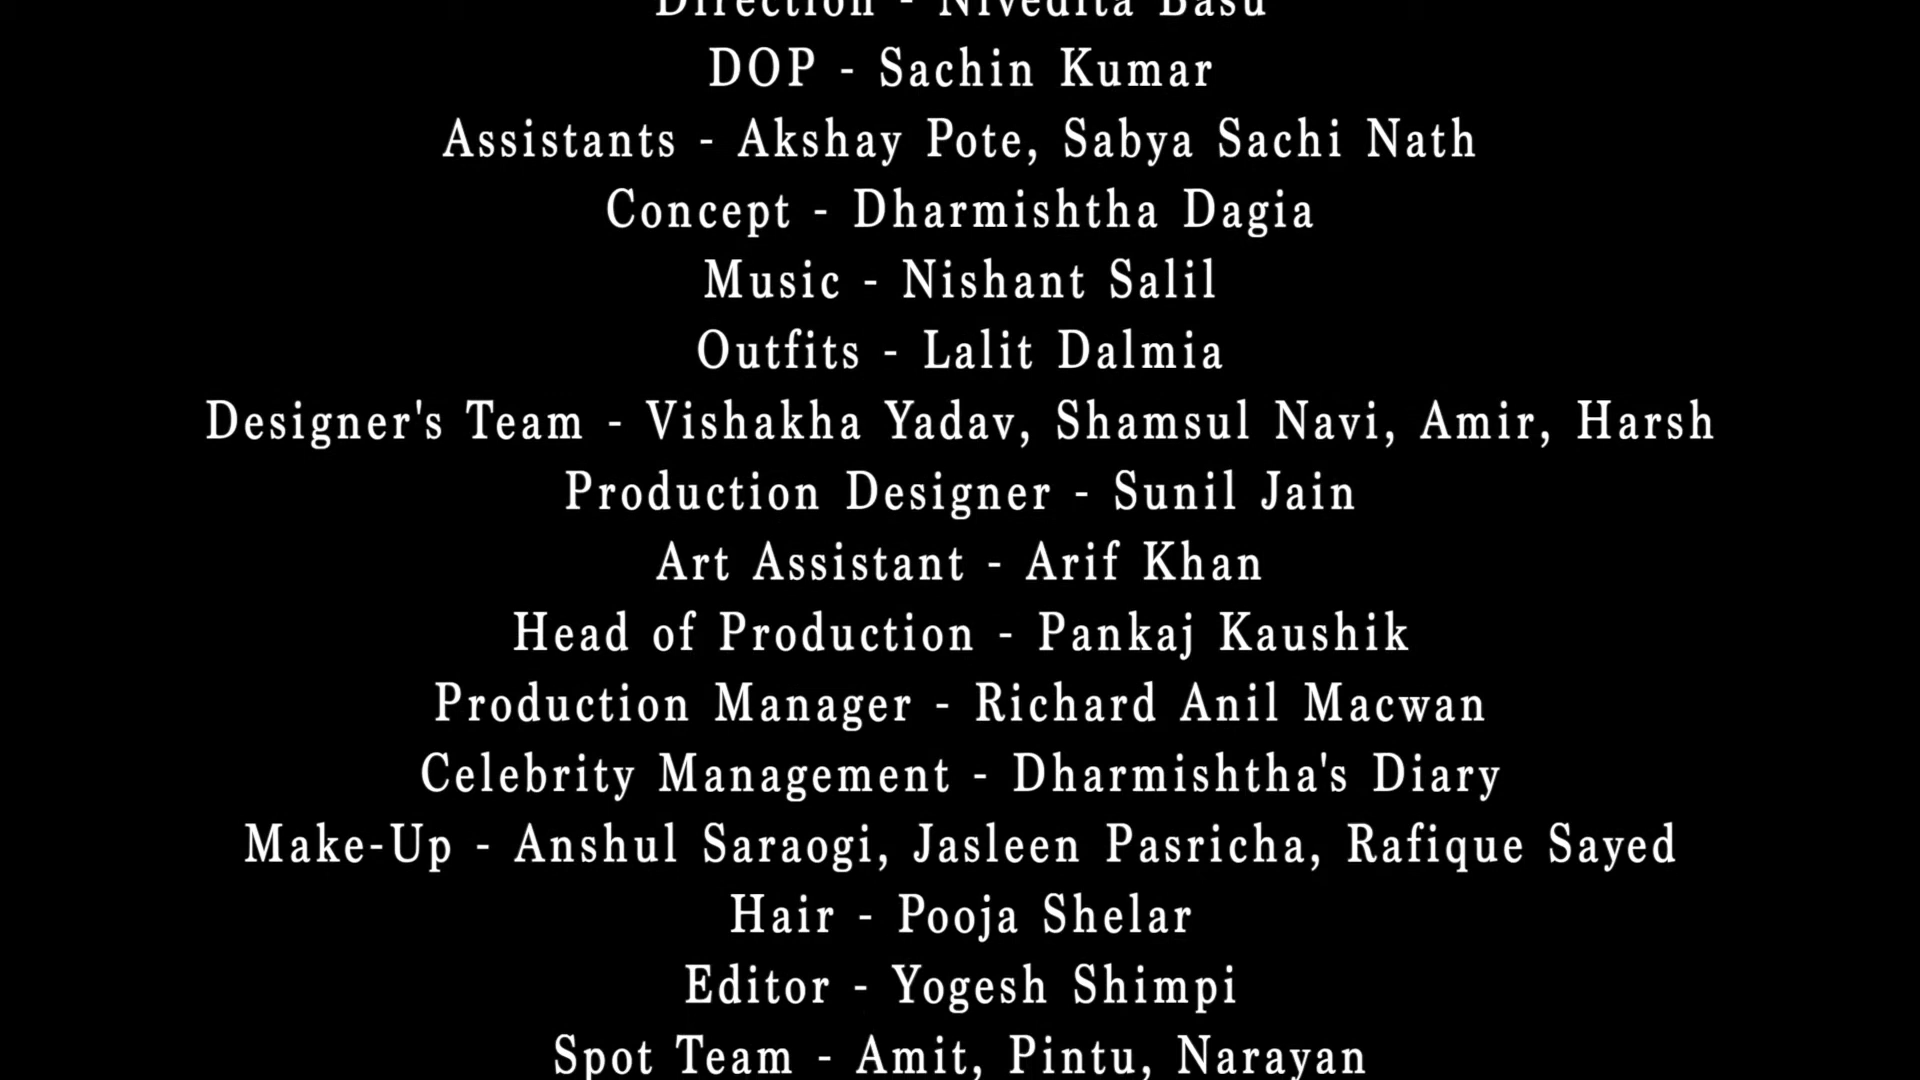 Direction - Nivedita Basu
DOP - Sachin Kumar
Assistants - Akshay Pote, Sabya Sachi Nath
Concept - Dharmishtha Dagia
Music - Nishant Salil
Outfits - Lalit Dalmia
Designer's Team - Vishakha Yadav, Shamsul Navi, Amir, Harsh
Production Designer - Sunil Jain
Art Assistant - Arif Khan
Head of Production - Pankaj Kaushik
Production Manager - Richard Anil Macwan
Celebrity Management - Dharmishtha's Diary
Make-Up - Anshul Saraogi, Jasleen Pasricha, Rafique Sayed
Hair - Pooja Shelar
Editor - Yogesh Shimpi
Spot Team - Amit, Pintu, Narayan